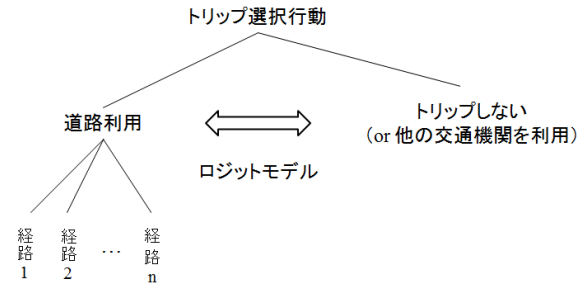 トリップ選択行動
道路利用
トリップしない
（or 他の交通機関を利用）
ロジットモデル
経路1
経路2
…
経路n